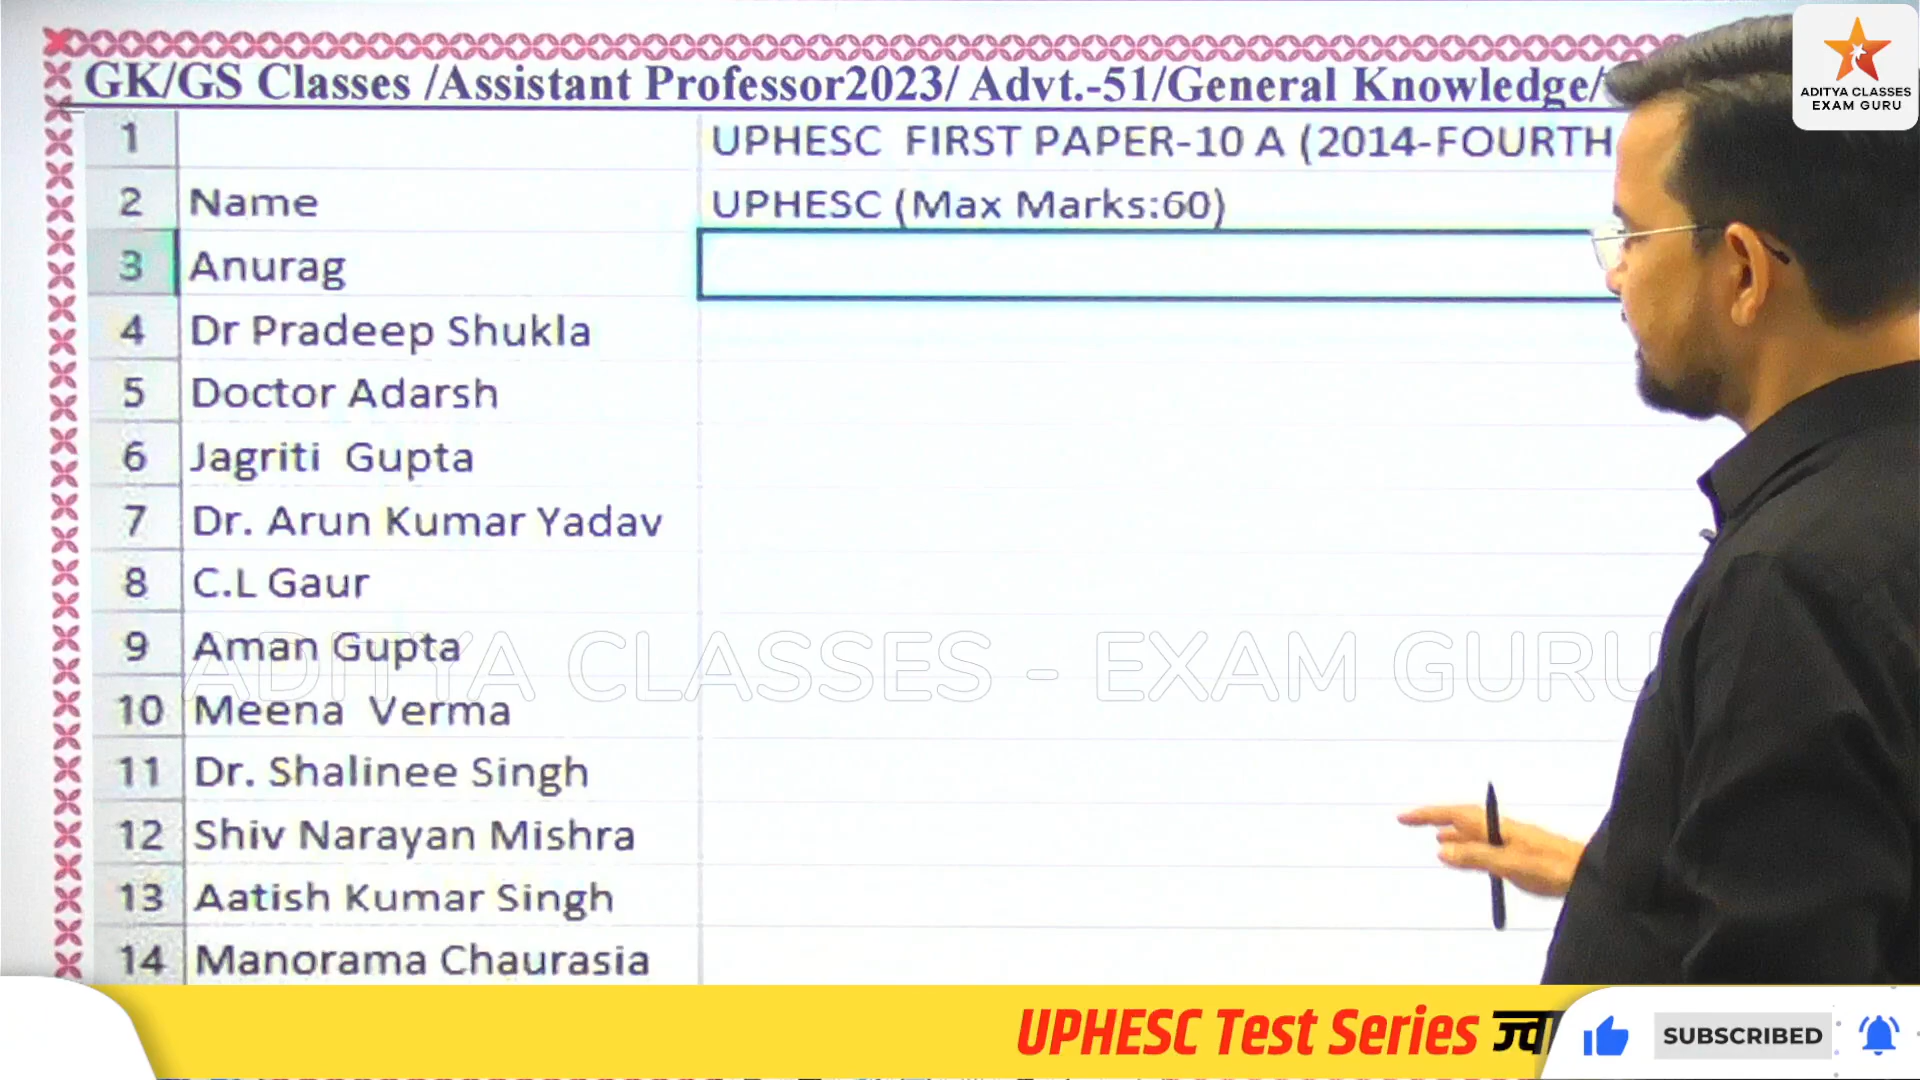 GK/GS Classes /Assistant Professor2023/ Advt.-51/General Knowledge/
ADITYA CLASSES
EXAM GURU
1 UPHESC FIRST PAPER-10 A (2014-FOURTH
2 Name UPHESC (Max Marks:60)
3 Anurag
4 Dr Pradeep Shukla
5 Doctor Adarsh
6 Jagriti Gupta
7 Dr. Arun Kumar Yadav
8 C.L Gaur
9 Aman Gupta
ADITYA CLASSES - EXAM GURU
10 Meena Verma
11 Dr. Shalinee Singh
12 Shiv Narayan Mishra
13 Aatish Kumar Singh
14 Manorama Chaurasia
UPHESC Test Series
SUBSCRIBED